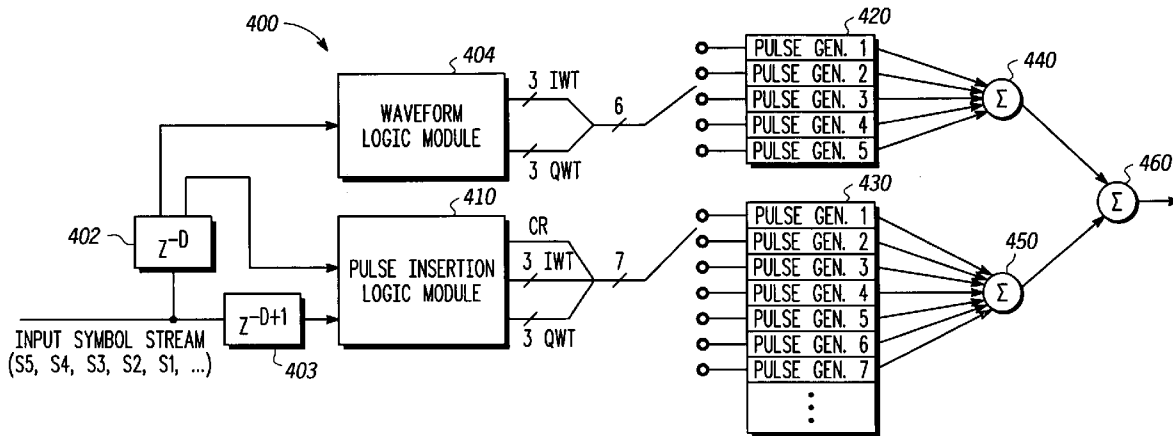 400
404
WAVEFORM
LOGIC MODULE
3 IWT
3 QWT
6
420
PULSE GEN. 1
PULSE GEN. 2
PULSE GEN. 3
PULSE GEN. 4
PULSE GEN. 5
440
Σ
460
Σ
402
Z^-D
410
PULSE INSERTION
LOGIC MODULE
CR
3 IWT
3 QWT
7
430
PULSE GEN. 1
PULSE GEN. 2
PULSE GEN. 3
PULSE GEN. 4
PULSE GEN. 5
PULSE GEN. 6
PULSE GEN. 7
450
Σ
Z^-D+1
403
INPUT SYMBOL STREAM
(S5, S4, S3, S2, S1, ...)